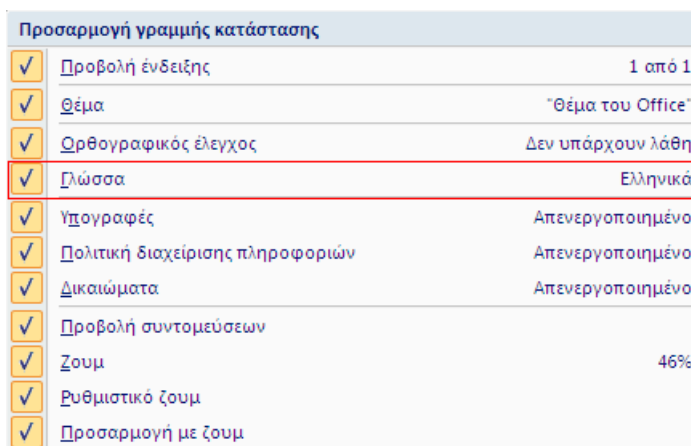 Προσαρμογή γραμμής κατάστασης
Προβολή ένδειξης 1 από 1
Θέμα "Θέμα του Office"
Ορθογραφικός έλεγχος Δεν υπάρχουν λάθη
Γλώσσα Ελληνικά
Υπογραφές Απενεργοποιημένο
Πολιτική διαχείρισης πληροφοριών Απενεργοποιημένο
Δικαιώματα Απενεργοποιημένο
Προβολή συντομεύσεων
Ζουμ 46%
Ρυθμιστικό ζουμ
Προσαρμογή με ζουμ